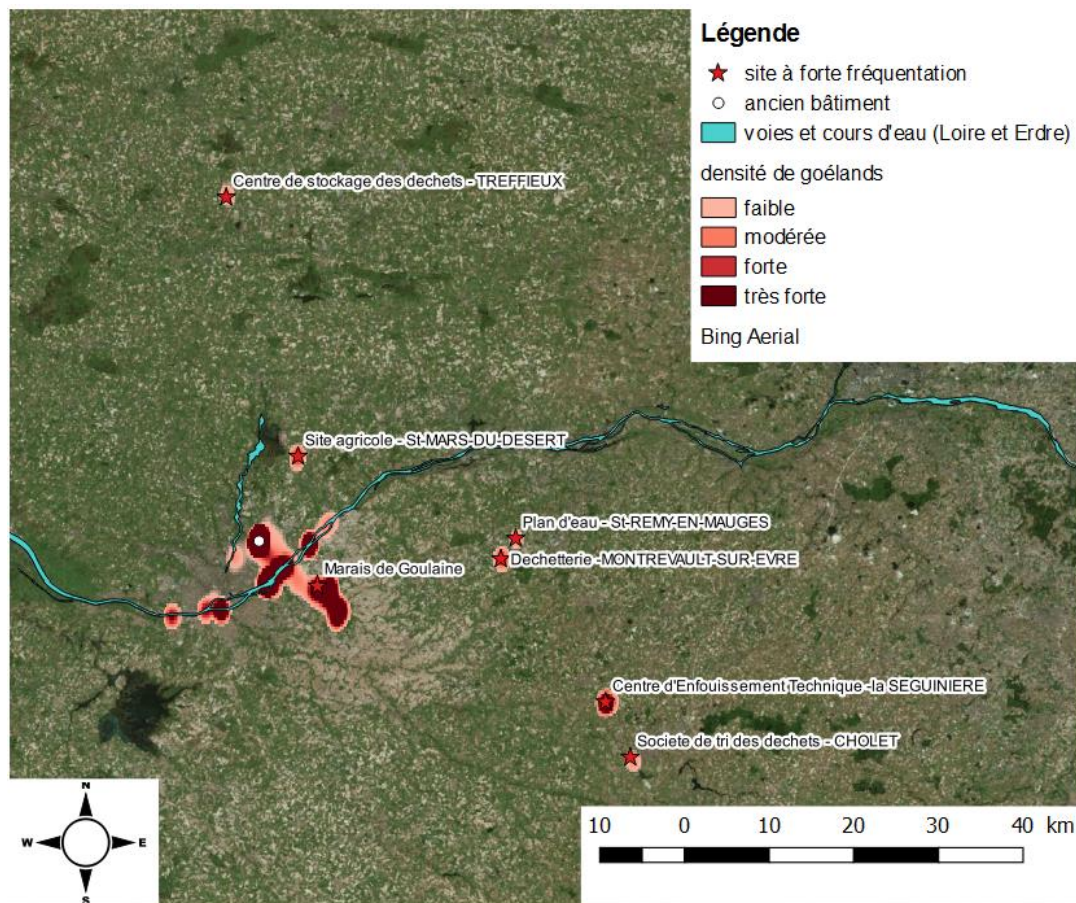 Légende
site à forte fréquentation
ancien bâtiment
voies et cours d'eau (Loire et Erdre)
densité de goélands
faible
modérée
forte
très forte
Bing Aerial
Centre de stockage des dechets - TREFFIEUX
Site agricole - St-MARS-DU-DESERT
Plan d'eau - St-REMY-EN-MAUGES
Dechetterie -MONTREVAULT-SUR-EVRE
Marais de Goulaine
Centre d'Enfouissement Technique -la SEGUINIERE
Societe de tri des dechets - CHOLET
N
W E
S
10 0 10 20 30 40 km